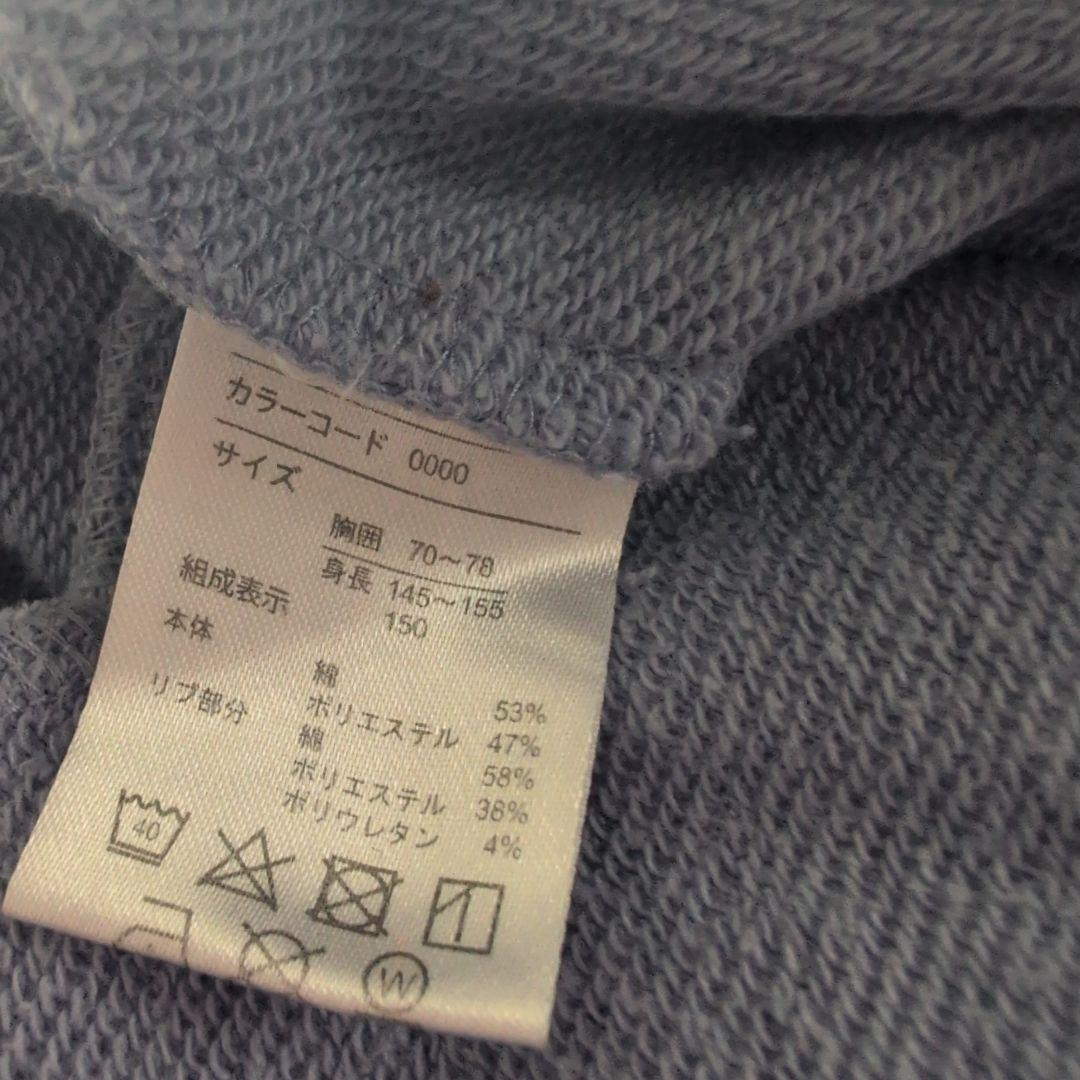 カラーコード 0000
サイズ
胸囲 70～78
身長 145～155
150
組成表示
本体
綿 53%
ポリエステル 47%
リブ部分
綿 58%
ポリエステル 38%
ポリウレタン 4%
40
W